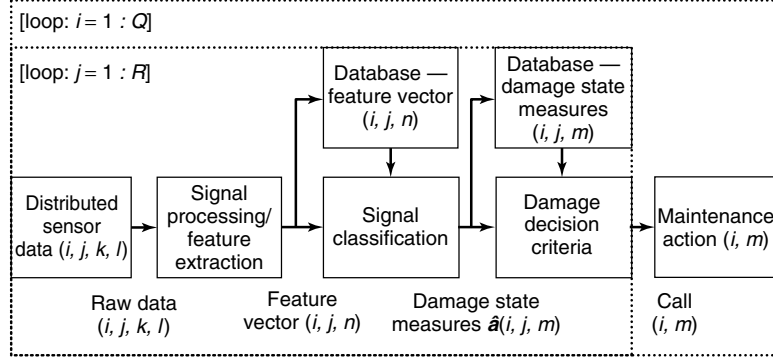 [loop: i = 1 : Q]
[loop: j = 1 : R]
Database —
feature vector
(i, j, n)
Database —
damage state
measures
(i, j, m)
Distributed
sensor
data (i, j, k, l)
Signal
processing/
feature
extraction
Signal
classification
Damage
decision
criteria
Maintenance
action (i, m)
Raw data
(i, j, k, l)
Feature
vector (i, j, n)
Damage state
measures â(i, j, m)
Call
(i, m)